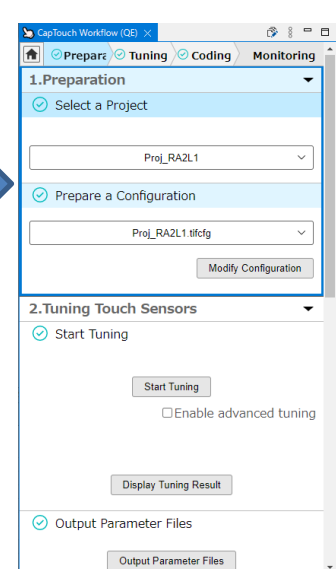 CapTouch Workflow (QE)
Prepara Tuning Coding Monitoring
1.Preparation
Select a Project
Proj_RA2L1
Prepare a Configuration
Proj_RA2L1.tifcfg
Modify Configuration
2.Tuning Touch Sensors
Start Tuning
Start Tuning
Enable advanced tuning
Display Tuning Result
Output Parameter Files
Output Parameter Files